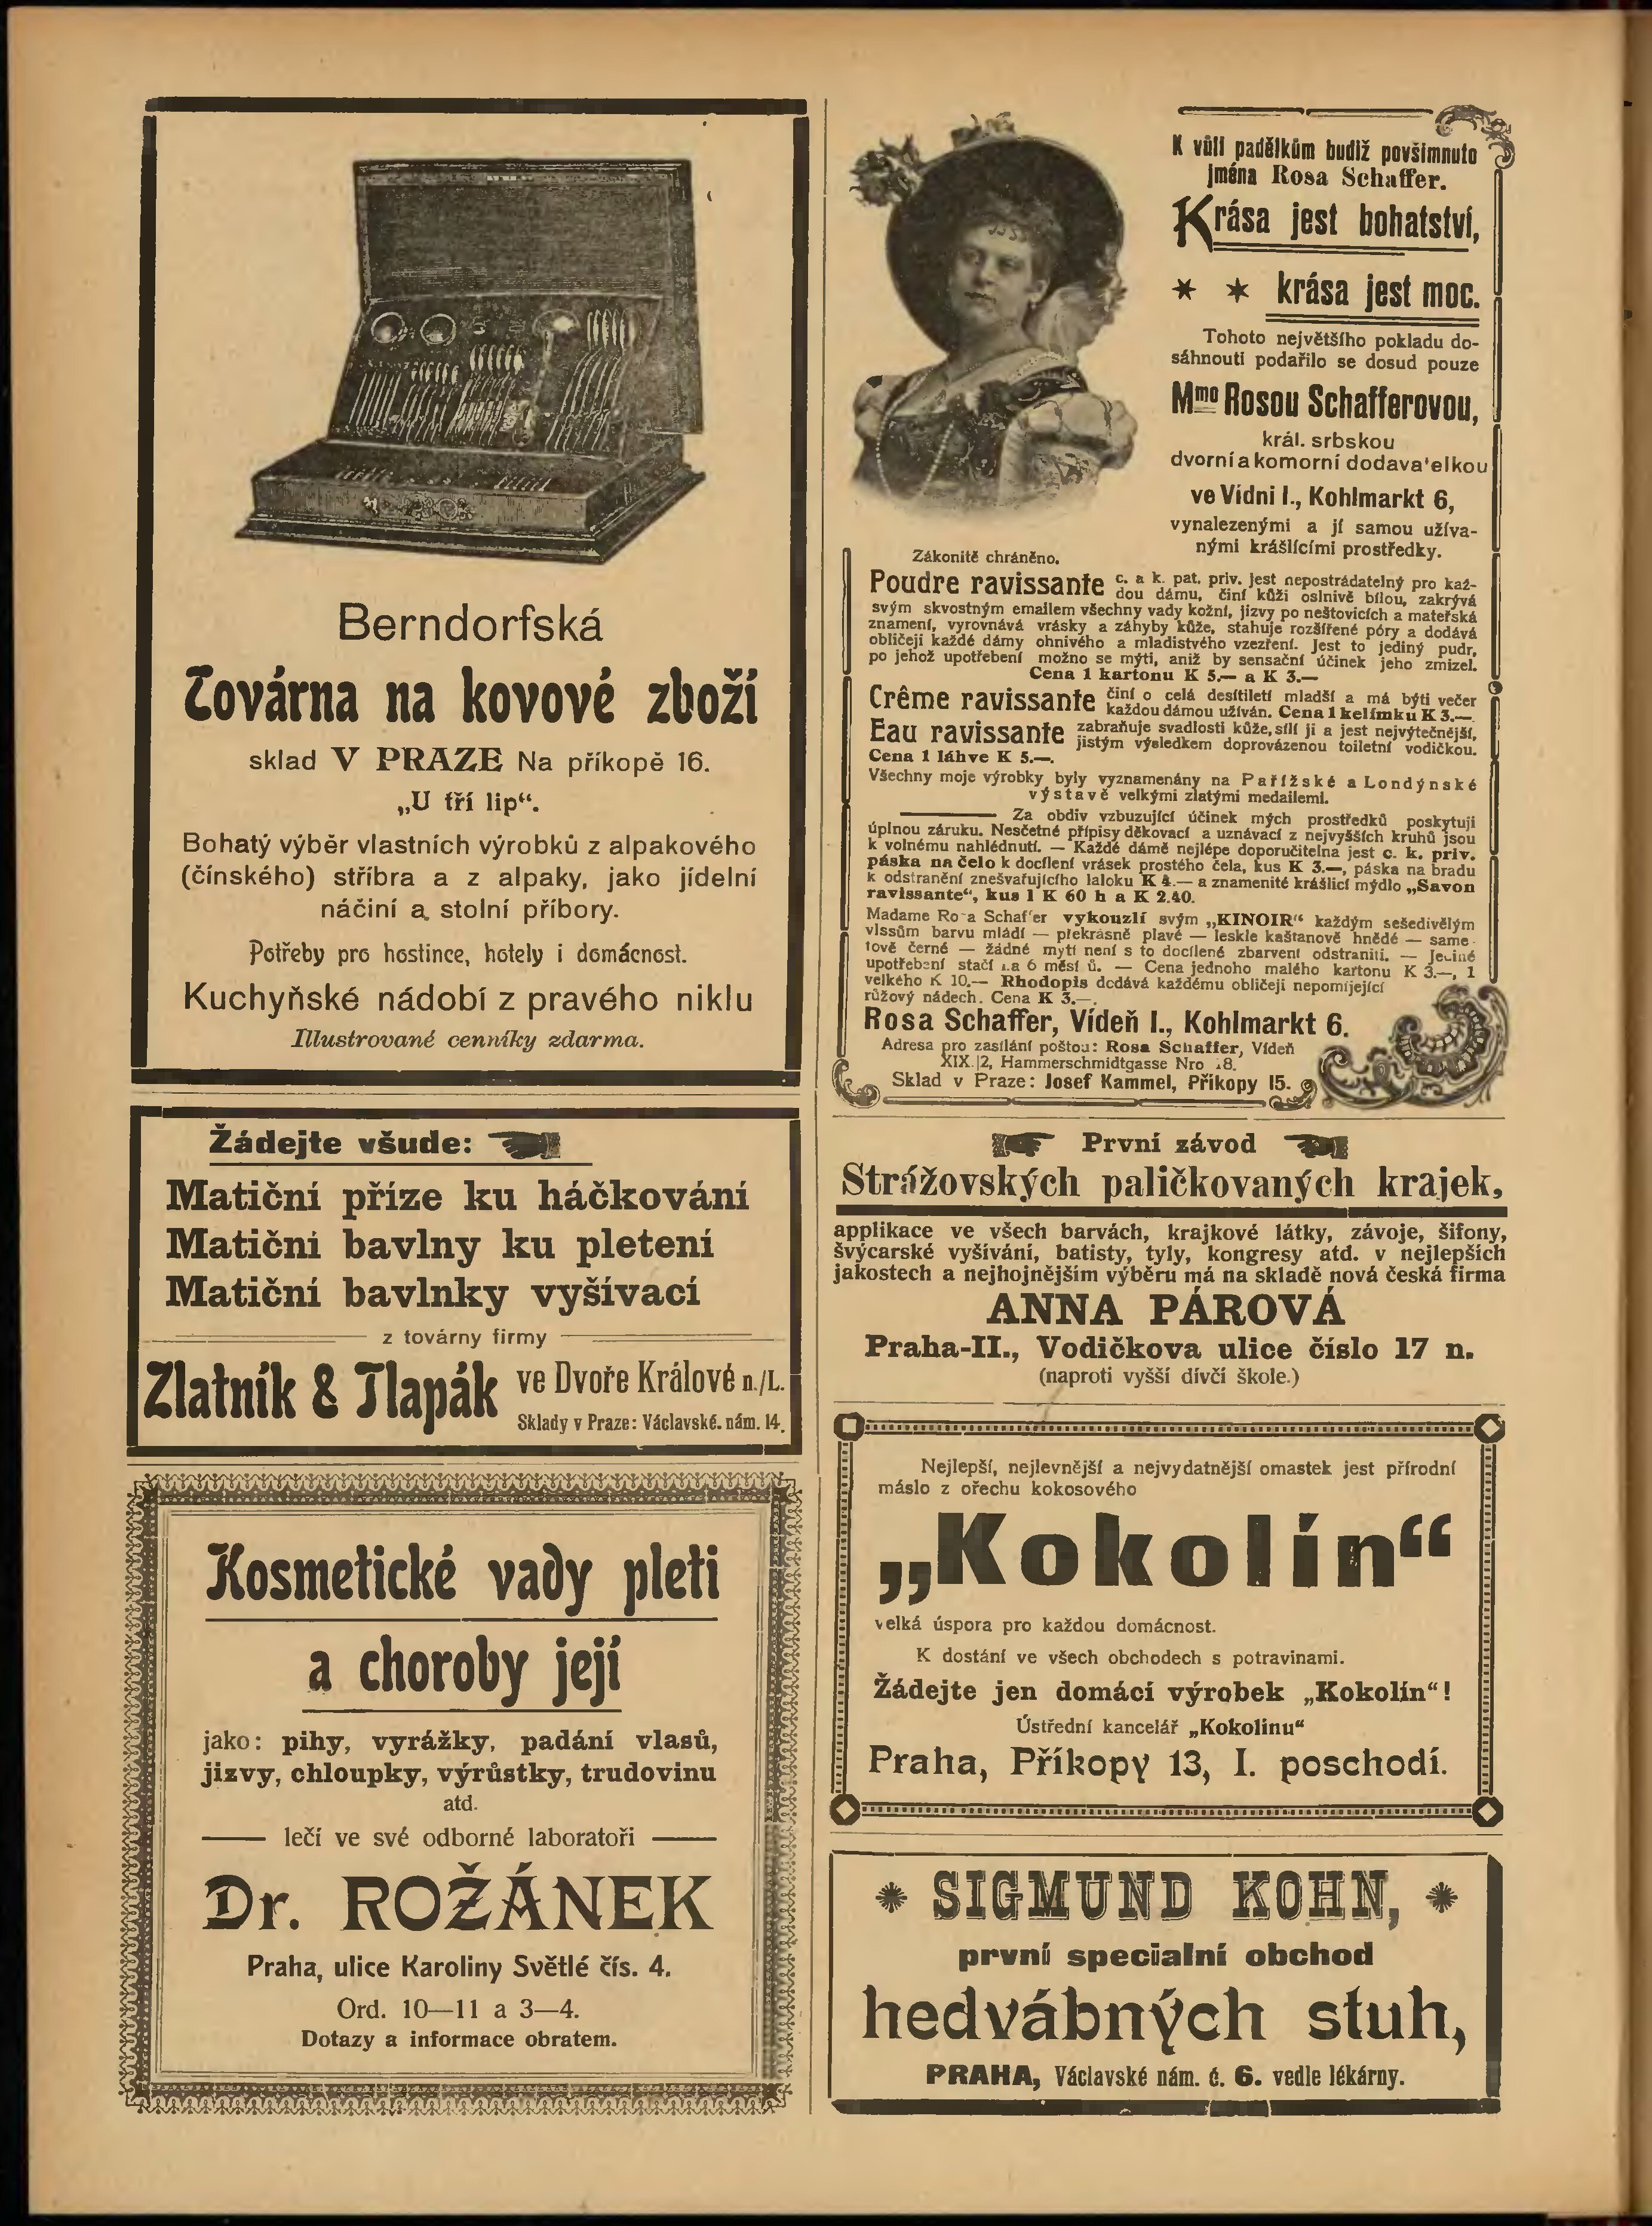 Berndorfská
Továrna na kovové zboží
sklad V PRAZE Na příkopě 16.
„U tří lip“.
Bohatý výběr vlastních výrobků z alpakového
(čínského) stříbra a z alpaky, jako jídelní
náčiní a stolní příbory.
Potřeby pro hostince, hotely i domácnost.
Kuchyňské nádobí z pravého niklu
Illustrované cenníky zdarma.
Žádejte všude:
Matiční příze ku háčkování
Matiční bavlny ku pletení
Matiční bavlnky vyšívací
z továrny firmy
Zlatník & Tlapák ve Dvoře Králové n./L.
Sklady v Praze: Václavské. nám. 14.
Kosmetické vady pleti
a choroby její
jako: pihy, vyrážky, padání vlasů,
jizvy, chloupky, výrůstky, trudovinu
atd.
lečí ve své odborné laboratoři
Dr. ROŽÁNEK
Praha, ulice Karoliny Světlé čís. 4.
Ord. 10—11 a 3—4.
Dotazy a informace obratem.
K vůli padělkům budiž povšimnuto
jména Rosa Schaffer.
Krása jest bohatství,
krása jest moc.
Tohoto největšího pokladu do-
sáhnouti podařilo se dosud pouze
Mme Rosou Schafferovou,
král. srbskou
dvorní a komorní dodava'elkou
ve Vídni I., Kohlmarkt 6,
vynalezenými a jí samou užíva-
nými krášlícími prostředky.
Zákonitě chráněno.
Poudre ravissante c. a k. pat. priv. jest nepostrádatelný pro kaž-
dou dámu, činí kůži oslnivě bílou, zakrývá
svým skvostným emailem všechny vady kožní, jizvy po neštovicích a mateřská
znamení, vyrovnává vrásky a záhyby kůže, stahuje rozšířené póry a dodává
obličeji každé dámy ohnivého a mladistvého vzezření. Jest to jediný pudr,
po jehož upotřebení možno se mýti, aniž by sensační účinek jeho zmizel.
Cena 1 kartonu K 5.— a K 3.—
Crême ravissante činí o celá desítiletí mladší a má býti večer
každou dámou užíván. Cena 1 kelímku K 3.—.
Eau ravissante zabraňuje svadlosti kůže, sílí ji a jest nejvýtečnější,
jistým výsledkem doprovázenou toiletní vodičkou.
Cena 1 láhve K 5.—.
Všechny moje výrobky byly vyznamenány na Pařížské a Londýnské
výstavě velkými zlatými medailemi.
Za obdiv vzbuzující účinek mých prostředků poskytuji
úplnou záruku. Nesčetné přípisy děkovací a uznávací z nejvyšších kruhů jsou
k volnému nahlédnutí. — Každé dámě nejlépe doporučitelna jest c. k. priv.
páska na čelo k docílení vrásek prostého čela, kus K 3.—, páska na bradu
k odstranění znešvařujícího laloku K 4.— a znamenité krášlicí mýdlo „Savon
ravissante“, kus 1 K 60 h a K 2.40.
Madame Ro a Schaf er vykouzlí svým „KINOIR“ každým sešedivělým
vlssům barvu mládí — překrásně plavé — leskle kaštanově hnědé — same-
tově černé — žádné mytí není s to docílené zbarvení odstraniti. — Jediné
upotřebení stačí na 6 měsí ů. — Cena jednoho malého kartonu K 3.—, 1
velkého K 10.— Rhodopis dodává každému obličeji nepomíjející
růžový nádech. Cena K 3.—.
Rosa Schaffer, Vídeň I., Kohlmarkt 6.
Adresa pro zasílání poštou: Rosa Schaffer, Vídeň
XIX.|2, Hammerschmidtgasse Nro 8.
Sklad v Praze: Josef Kammel, Příkopy 15.
První závod
Strážovských paličkovaných krajek,
applikace ve všech barvách, krajkové látky, závoje, šifony,
švýcarské vyšívání, batisty, tyly, kongresy atd. v nejlepších
jakostech a nejhojnějším výběru má na skladě nová česká firma
ANNA PÁROVÁ
Praha-II., Vodičkova ulice číslo 17 n.
(naproti vyšší dívčí škole.)
Nejlepší, nejlevnější a nejvydatnější omastek jest přírodní
máslo z ořechu kokosového
„Kokolín“
velká úspora pro každou domácnost.
K dostání ve všech obchodech s potravinami.
Žádejte jen domácí výrobek „Kokolín“!
Ústřední kancelář „Kokolinu“
Praha, Příkopy 13, I. poschodí.
SIGMUND KOHN,
první specialní obchod
hedvábných stuh,
PRAHA, Václavské nám. č. 6. vedle lékárny.